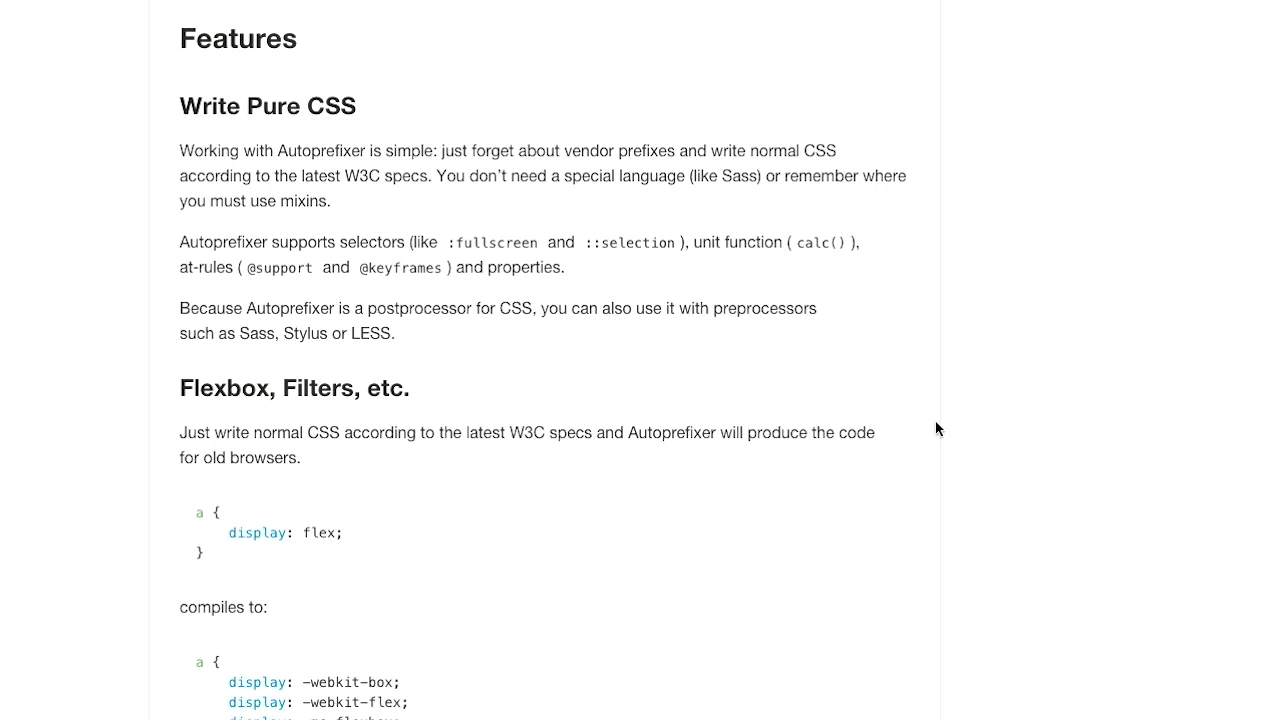 Features
Write Pure CSS
Working with Autoprefixer is simple: just forget about vendor prefixes and write normal CSS
according to the latest W3C specs. You don’t need a special language (like Sass) or remember where
you must use mixins.
Autoprefixer supports selectors (like :fullscreen and ::selection ), unit function ( calc() ),
at-rules ( @support and @keyframes ) and properties.
Because Autoprefixer is a postprocessor for CSS, you can also use it with preprocessors
such as Sass, Stylus or LESS.
Flexbox, Filters, etc.
Just write normal CSS according to the latest W3C specs and Autoprefixer will produce the code
for old browsers.
a {
    display: flex;
}
compiles to:
a {
    display: -webkit-box;
    display: -webkit-flex;